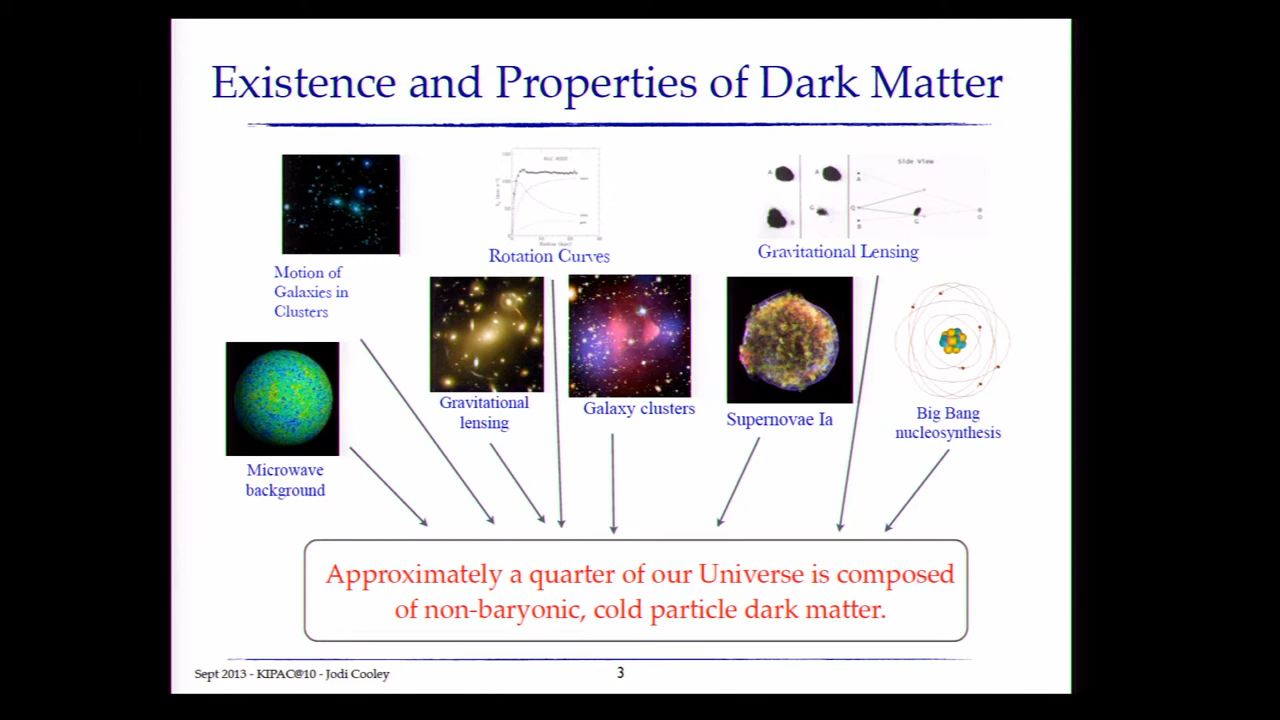 Existence and Properties of Dark Matter
Side View
Rotation Curves
Gravitational Lensing
Motion of
Galaxies in
Clusters
Gravitational
lensing
Galaxy clusters
Supernovae Ia
Big Bang
nucleosynthesis
Microwave
background
Approximately a quarter of our Universe is composed
of non-baryonic, cold particle dark matter.
Sept 2013 - KIPAC@10 - Jodi Cooley
3